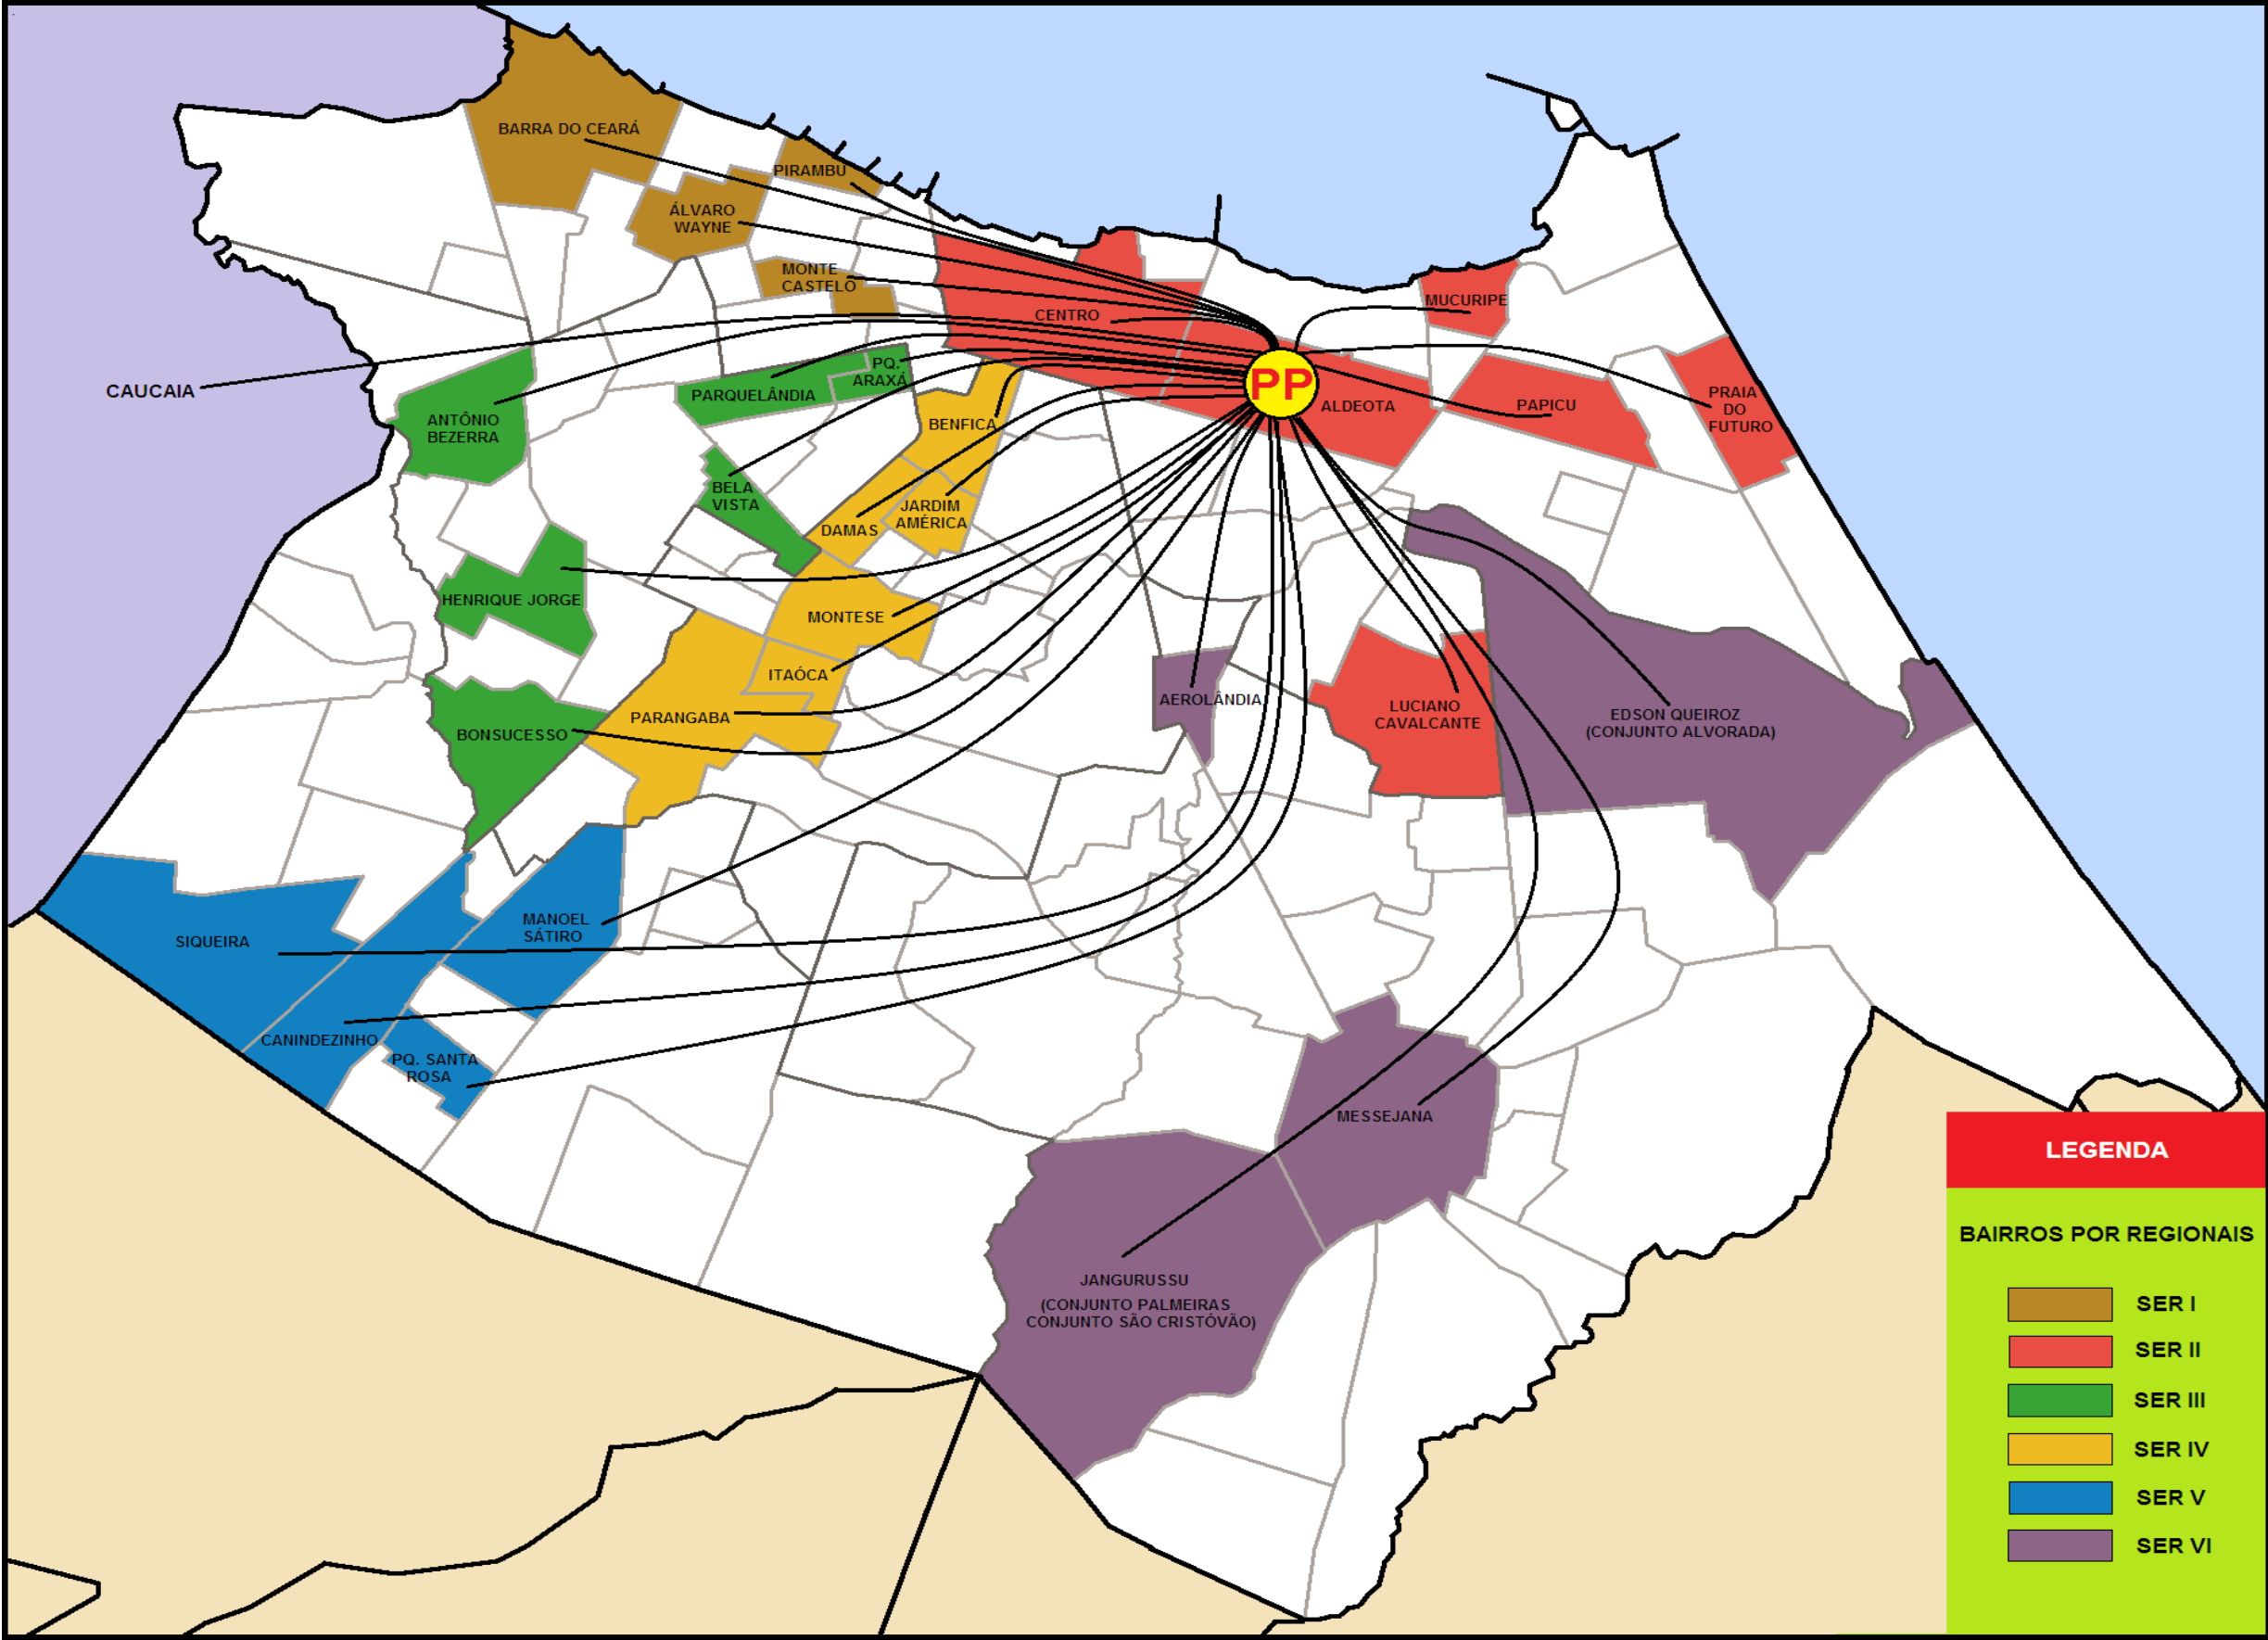 BARRA DO CEARÁ
PIRAMBU
ÁLVARO
WAYNE
MONTE
CASTELO
CENTRO
MUCURIPE
CAUCAIA
ANTÔNIO
BEZERRA
PARQUELÂNDIA
PQ.
ARAXÁ
BENFICA
PP
ALDEOTA
PAPICU
PRAIA
DO
FUTURO
BELA
VISTA
DAMAS
JARDIM
AMÉRICA
HENRIQUE JORGE
MONTESE
ITAÓCA
PARANGABA
BONSUCESSO
AEROLÂNDIA
LUCIANO
CAVALCANTE
EDSON QUEIROZ
(CONJUNTO ALVORADA)
SIQUEIRA
MANOEL
SÁTIRO
CANINDEZINHO
PQ. SANTA
ROSA
MESSEJANA
JANGURUSSU
(CONJUNTO PALMEIRAS
CONJUNTO SÃO CRISTÓVÃO)
LEGENDA
BAIRROS POR REGIONAIS
SER I
SER II
SER III
SER IV
SER V
SER VI